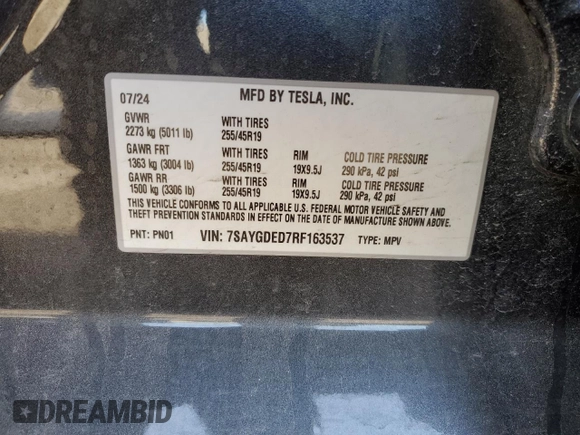 07/24 MFD BY TESLA, INC.
GVWR WITH TIRES
2273 kg (5011 lb) 255/45R19
GAWR FRT WITH TIRES RIM COLD TIRE PRESSURE
1363 kg (3004 lb) 255/45R19 19X9.5J 290 kPa, 42 psi
GAWR RR WITH TIRES RIM COLD TIRE PRESSURE
1500 kg (3306 lb) 255/45R19 19X9.5J 290 kPa, 42 psi
THIS VEHICLE CONFORMS TO ALL APPLICABLE U.S. FEDERAL MOTOR VEHICLE SAFETY AND
THEFT PREVENTION STANDARDS IN EFFECT ON THE DATE OF MANUFACTURE SHOWN
ABOVE.
PNT: PN01 VIN: 7SAYGDED7RF163537 TYPE: MPV
DREAMBID